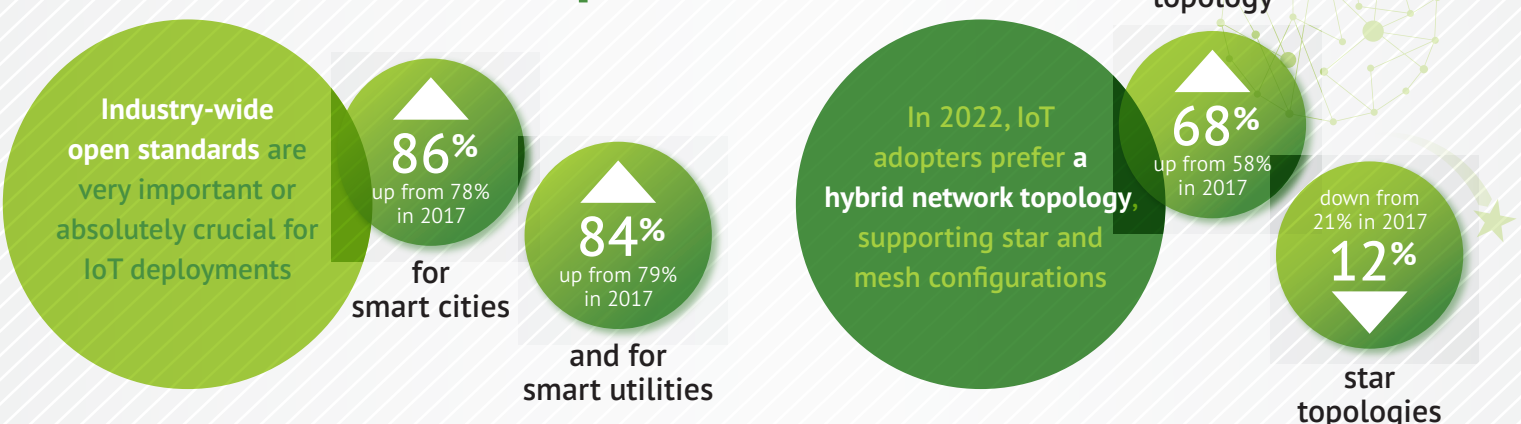 Industry-wide
open standards are
very important or
absolutely crucial for
IoT deployments
86%
up from 78%
in 2017
for
smart cities
84%
up from 79%
in 2017
and for
smart utilities
In 2022, IoT
adopters prefer a
hybrid network topology,
supporting star and
mesh configurations
topology
68%
up from 58%
in 2017
down from
21% in 2017
12%
star
topologies